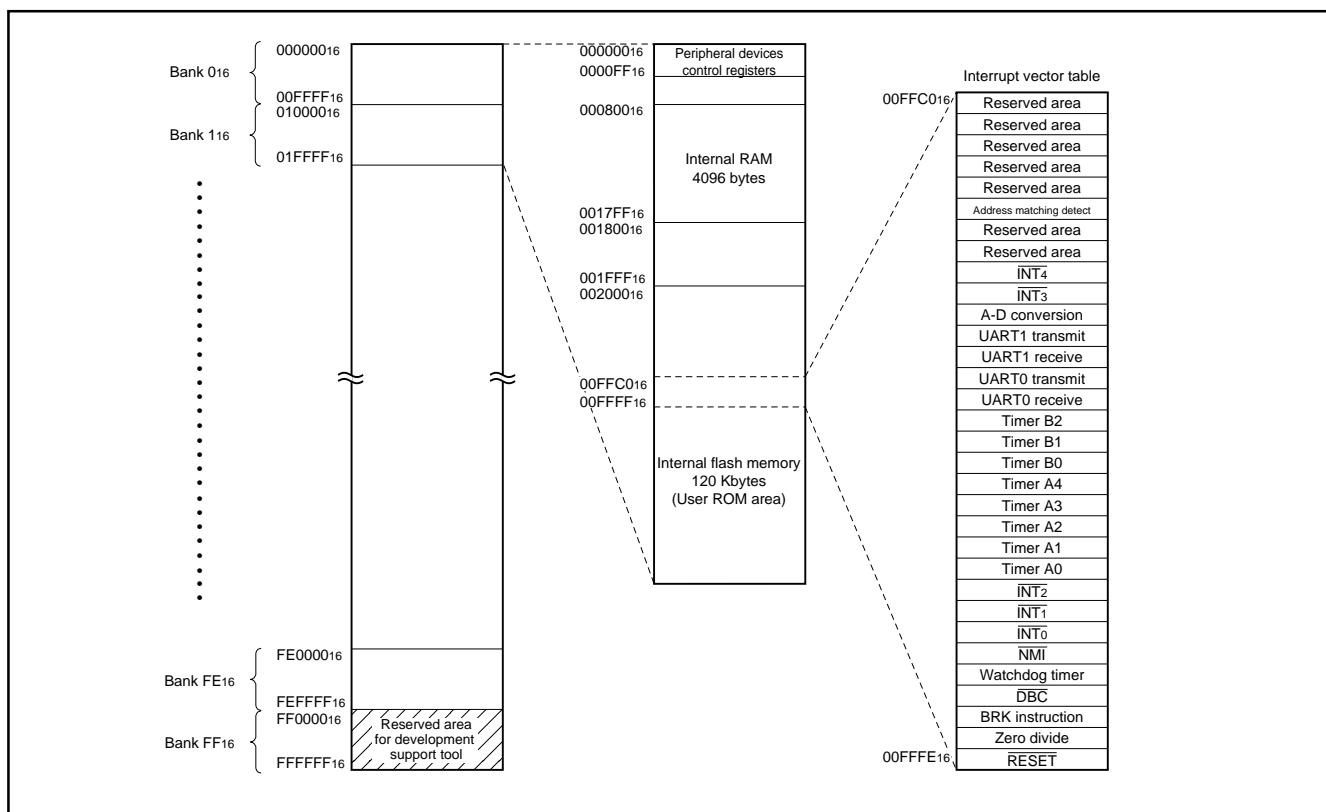 Bank 016
00000016
00FFFF16
Bank 116
01000016
01FFFF16
Bank FE16
FE000016
FEFFFF16
Bank FF16
FF000016
FFFFFF16
Reserved area
for development
support tool
00000016
0000FF16
Peripheral devices
control registers
00080016
Internal RAM
4096 bytes
0017FF16
00180016
001FFF16
00200016
00FFC016
00FFFF16
Internal flash memory
120 Kbytes
(User ROM area)
Interrupt vector table
00FFC016
Reserved area
Reserved area
Reserved area
Reserved area
Reserved area
Address matching detect
Reserved area
Reserved area
INT4
INT3
A-D conversion
UART1 transmit
UART1 receive
UART0 transmit
UART0 receive
Timer B2
Timer B1
Timer B0
Timer A4
Timer A3
Timer A2
Timer A1
Timer A0
INT2
INT1
INT0
NMI
Watchdog timer
DBC
BRK instruction
Zero divide
00FFFE16
RESET